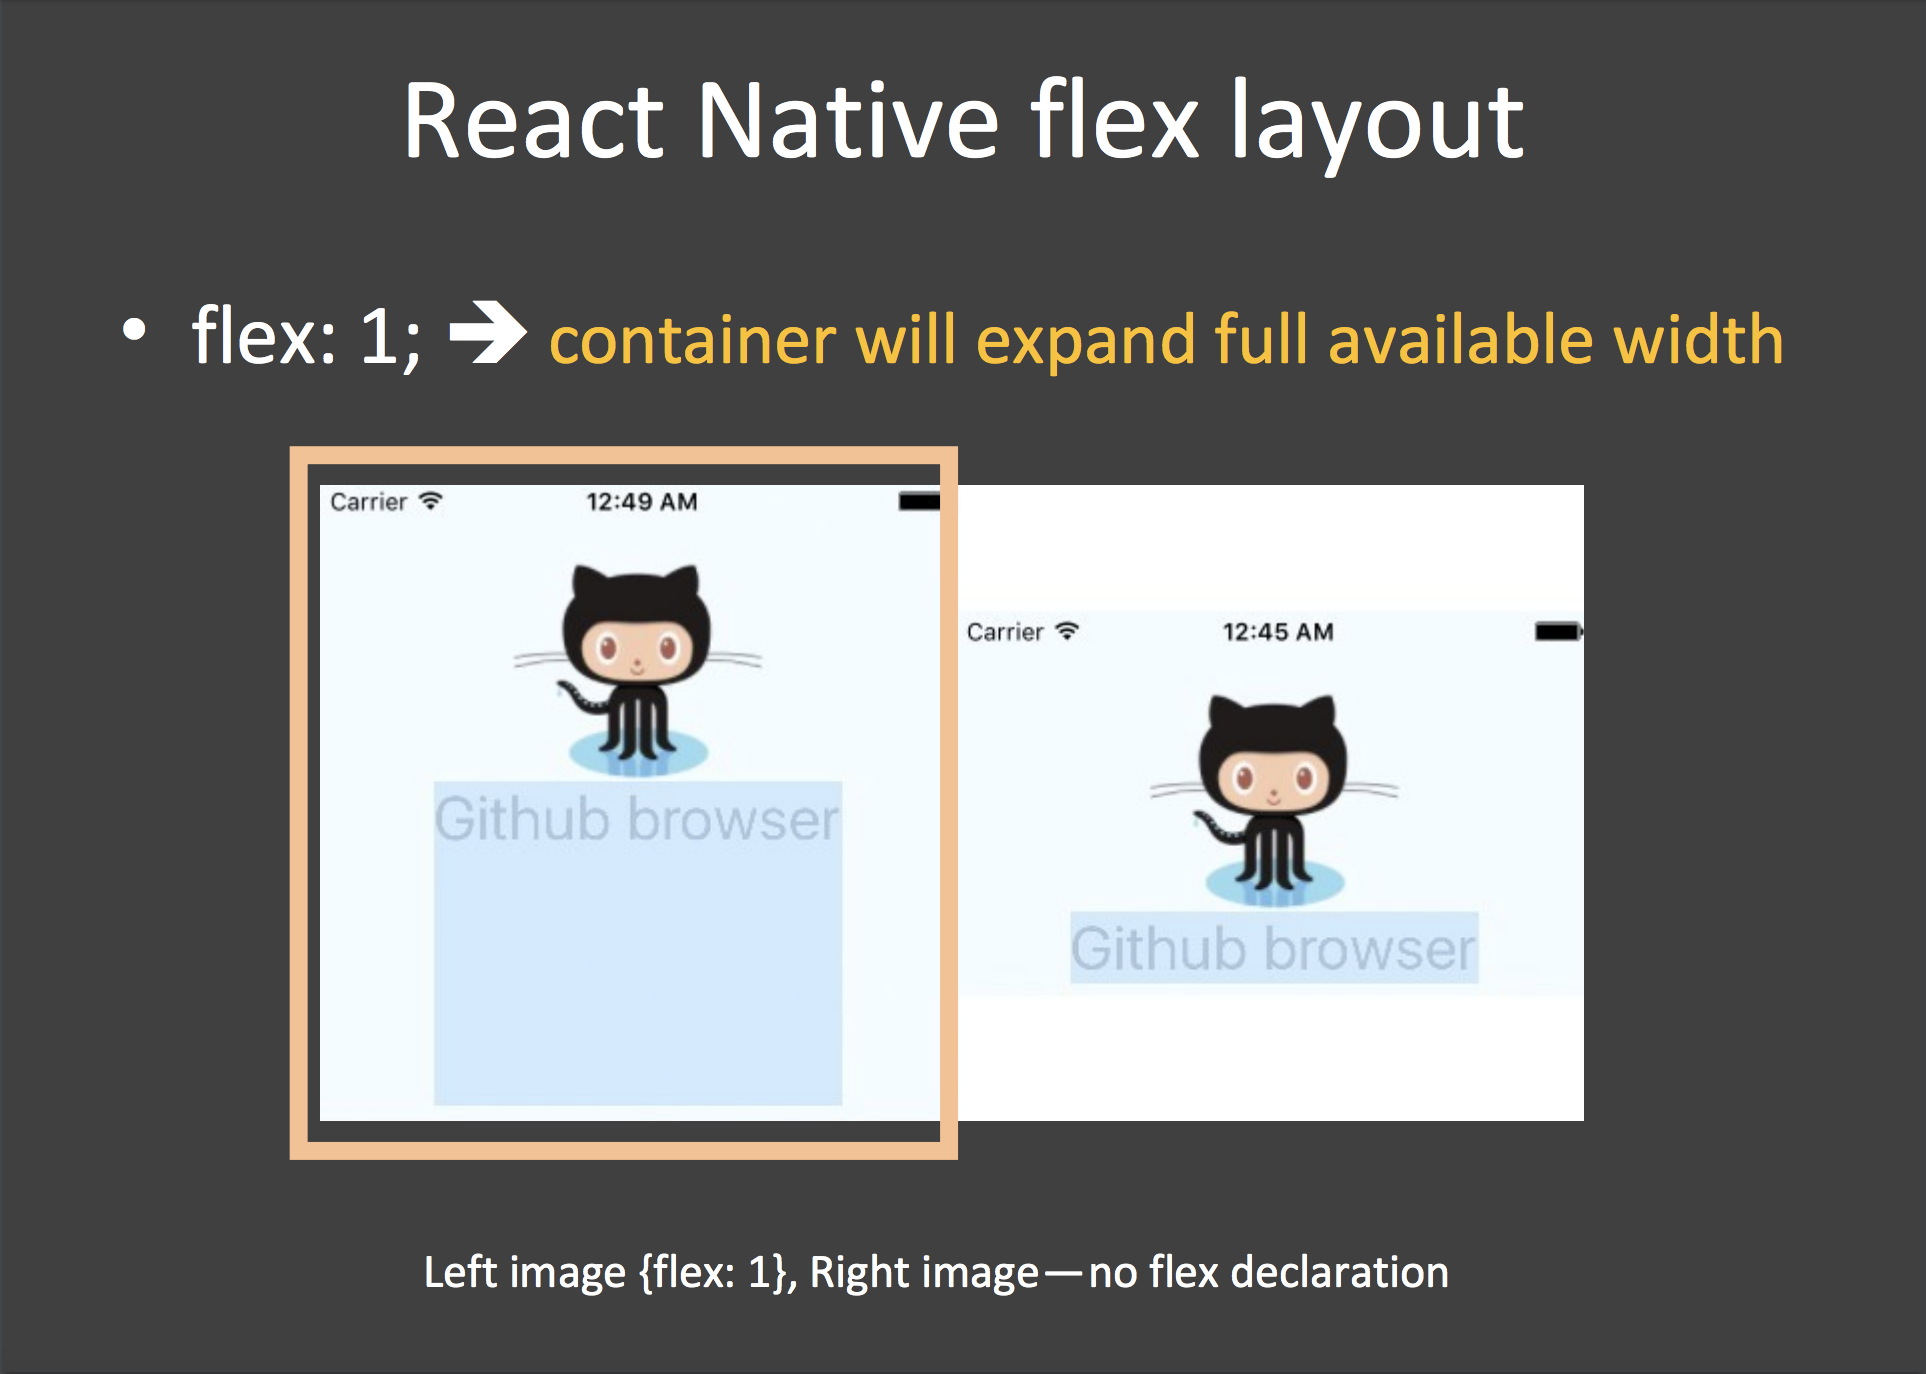 React Native flex layout
• flex: 1; ➔ container will expand full available width
Carrier 12:49 AM
Github browser
Carrier 12:45 AM
Github browser
Left image {flex: 1}, Right image—no flex declaration